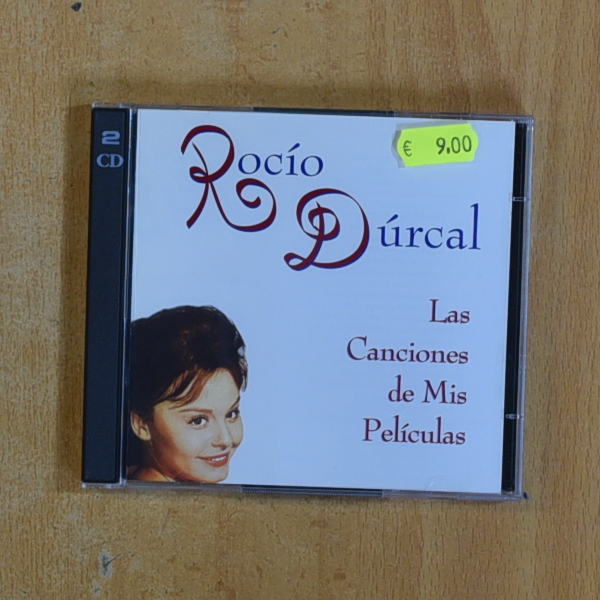 2
CD
Rocío
Dúrcal
€ 9.00
Las
Canciones
de Mis
Películas